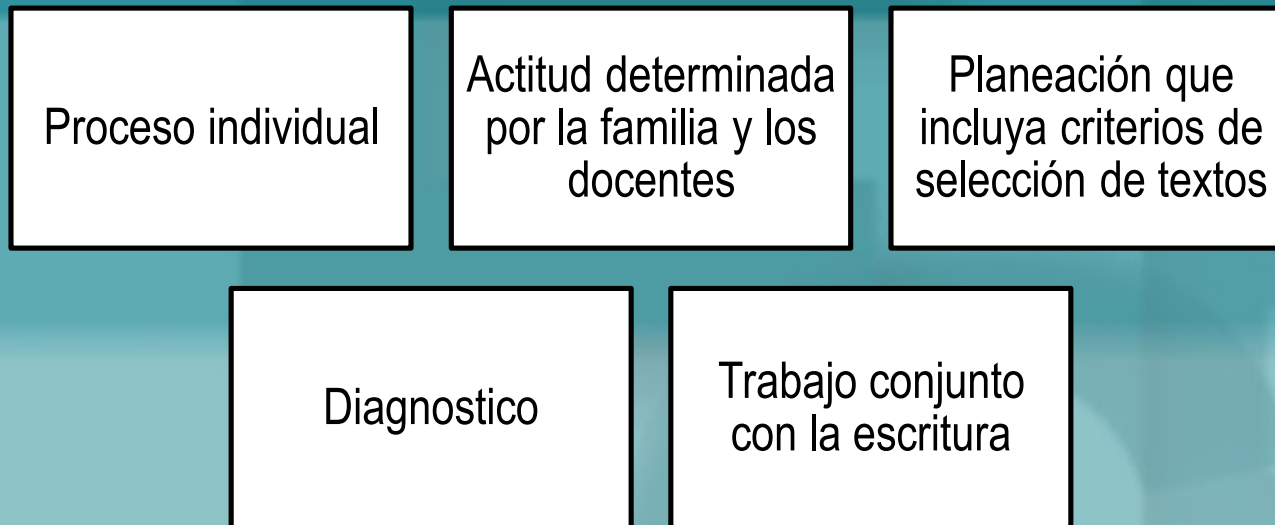 Proceso individual
Actitud determinada
por la familia y los
docentes
Planeación que
incluya criterios de
selección de textos
Diagnostico
Trabajo conjunto
con la escritura